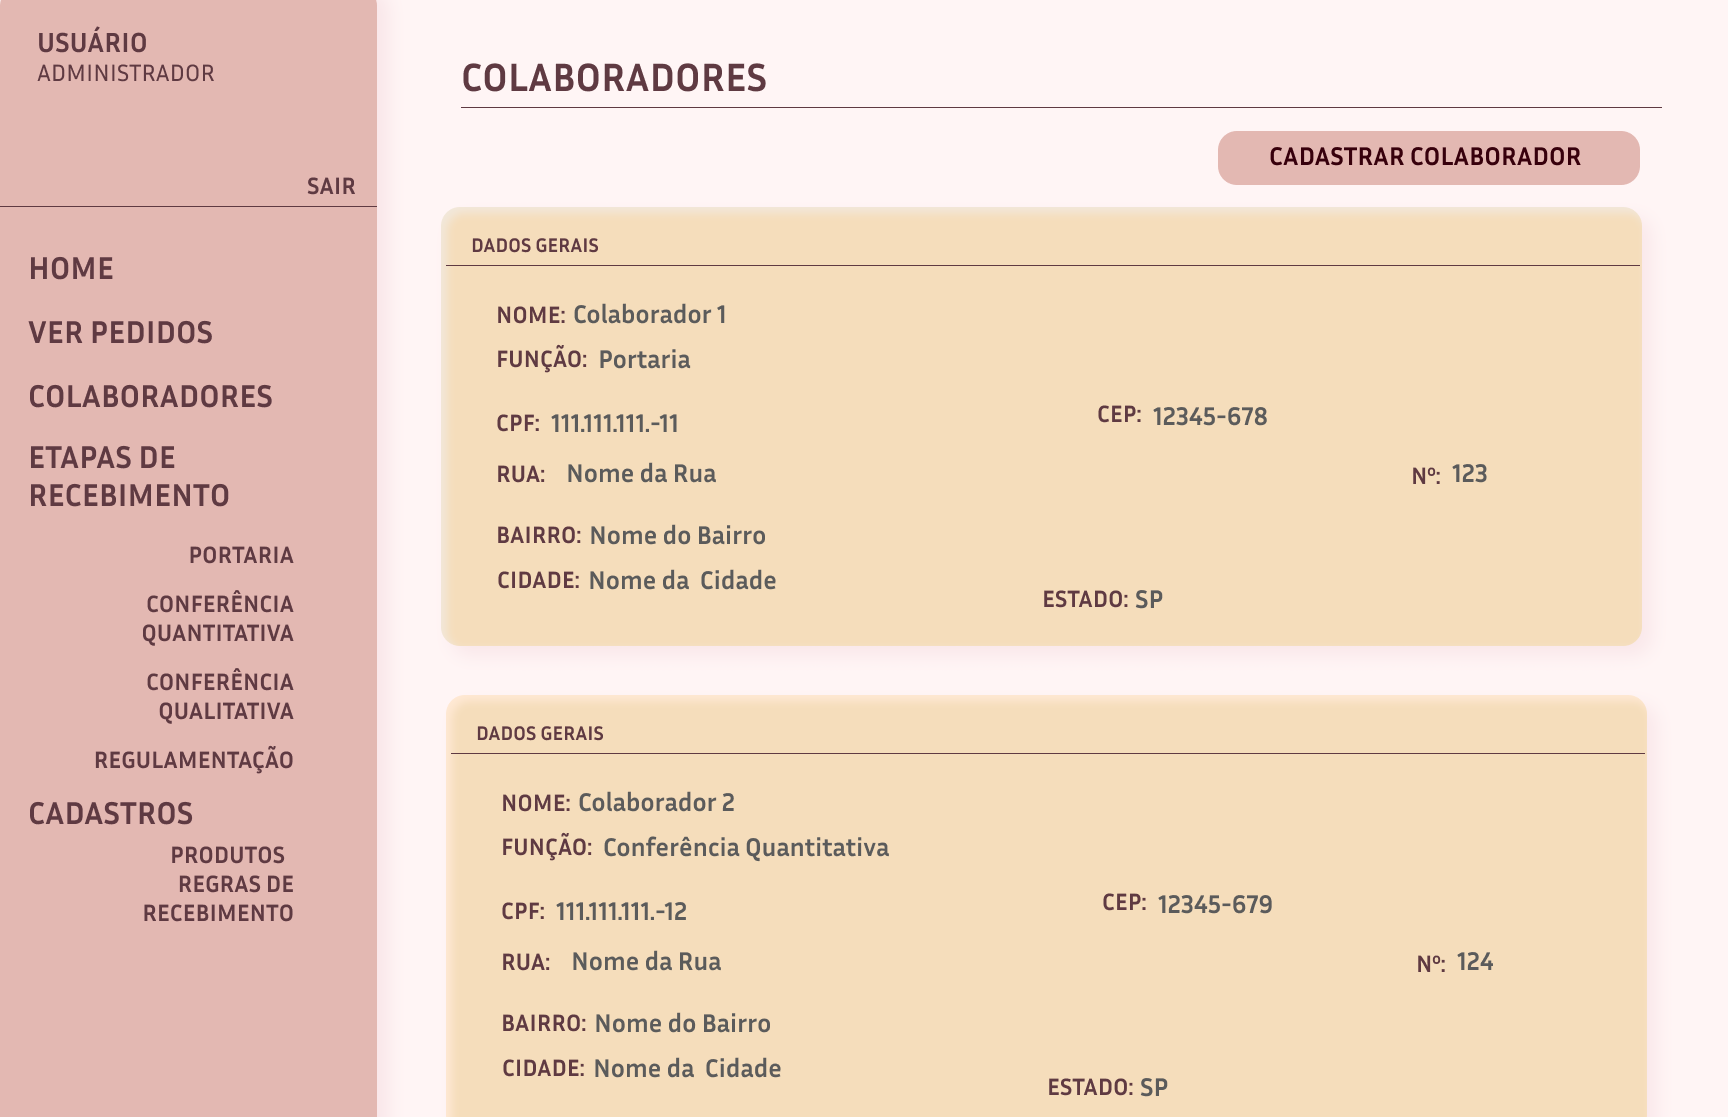 USUÁRIO
ADMINISTRADOR
SAIR
HOME
VER PEDIDOS
COLABORADORES
ETAPAS DE
RECEBIMENTO
PORTARIA
CONFERÊNCIA
QUANTITATIVA
CONFERÊNCIA
QUALITATIVA
REGULAMENTAÇÃO
CADASTROS
PRODUTOS
REGRAS DE
RECEBIMENTO
COLABORADORES
CADASTRAR COLABORADOR
DADOS GERAIS
NOME: Colaborador 1
FUNÇÃO: Portaria
CPF: 111.111.111.-11 CEP: 12345-678
RUA: Nome da Rua Nº: 123
BAIRRO: Nome do Bairro
CIDADE: Nome da Cidade ESTADO: SP
DADOS GERAIS
NOME: Colaborador 2
FUNÇÃO: Conferência Quantitativa
CPF: 111.111.111.-12 CEP: 12345-679
RUA: Nome da Rua Nº: 124
BAIRRO: Nome do Bairro
CIDADE: Nome da Cidade ESTADO: SP